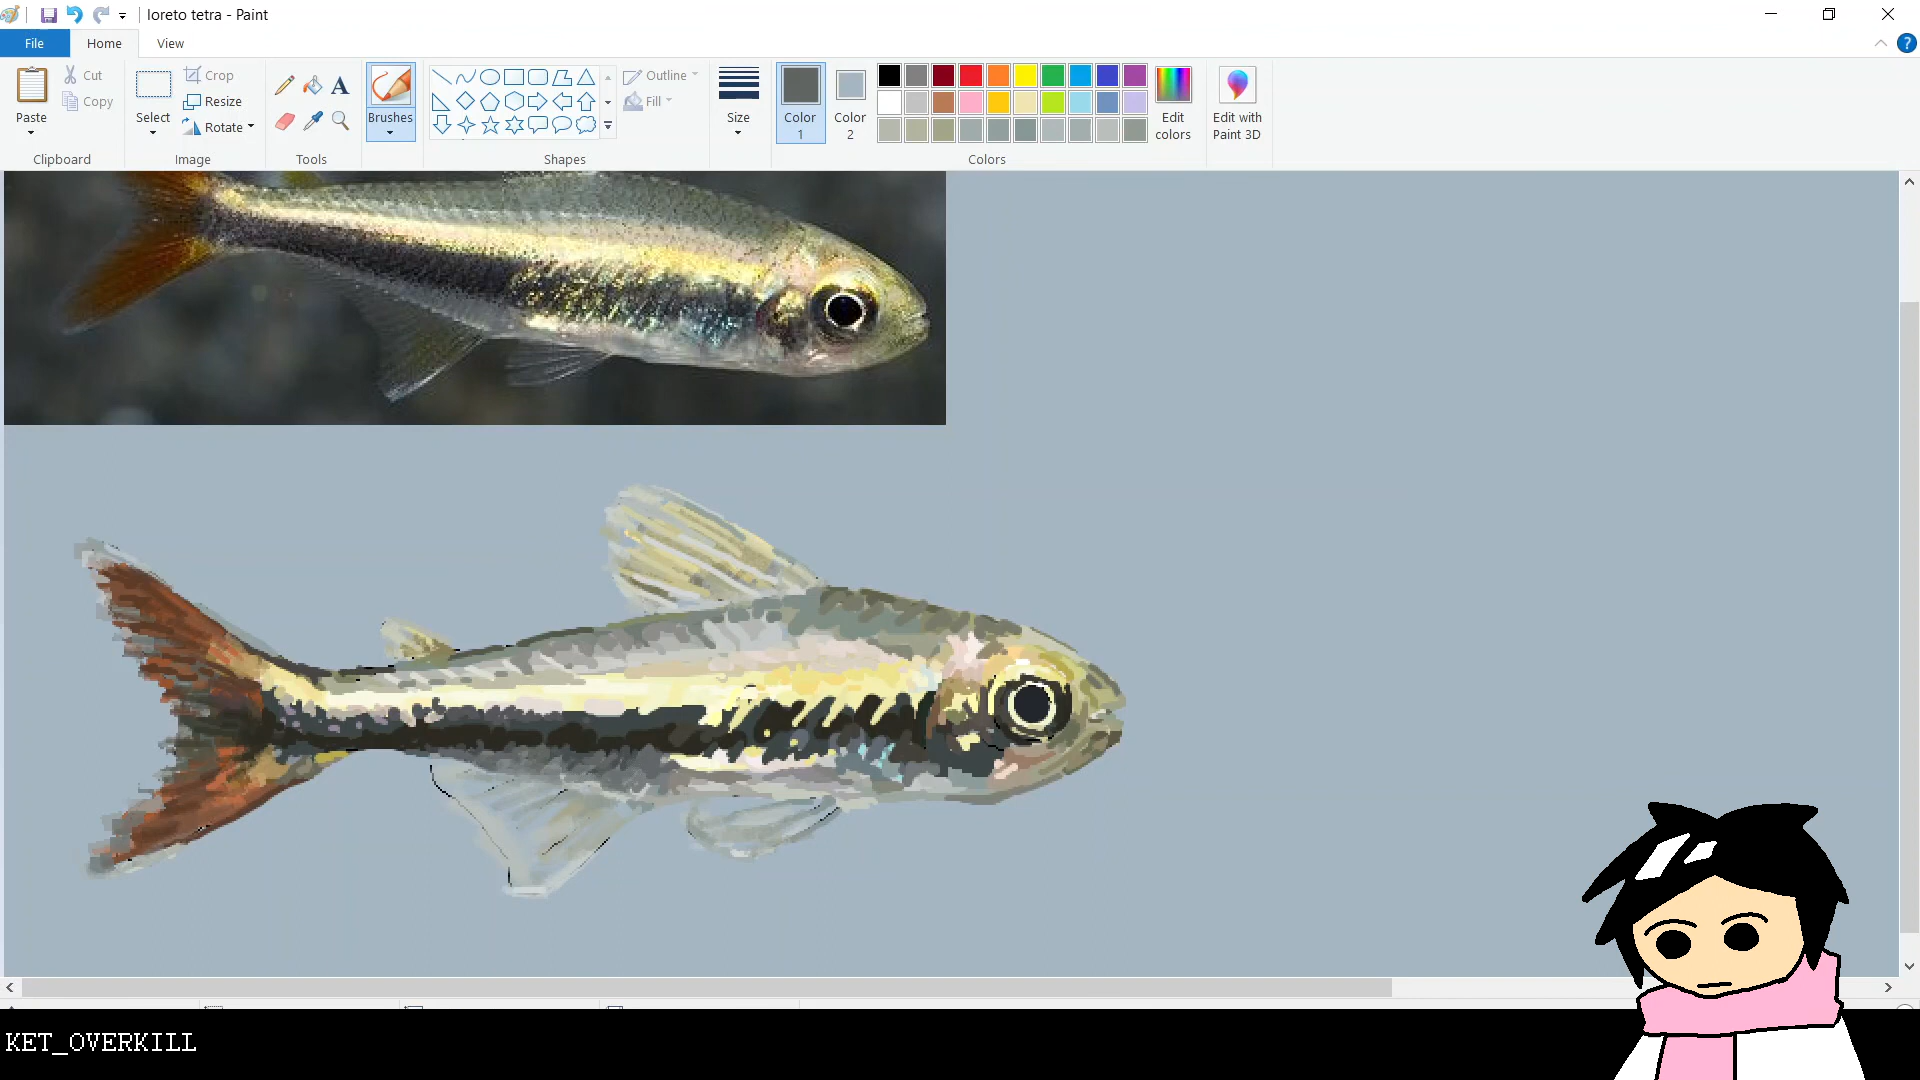 loreto tetra - Paint
File Home View
Paste
Cut
Copy
Clipboard
Select
Crop
Resize
Rotate
Image
A
Tools
Brushes
Outline
Fill
Shapes
Size
Color 1
Color 2
Edit colors
Colors
Edit with Paint 3D
?
KET_OVERKILL